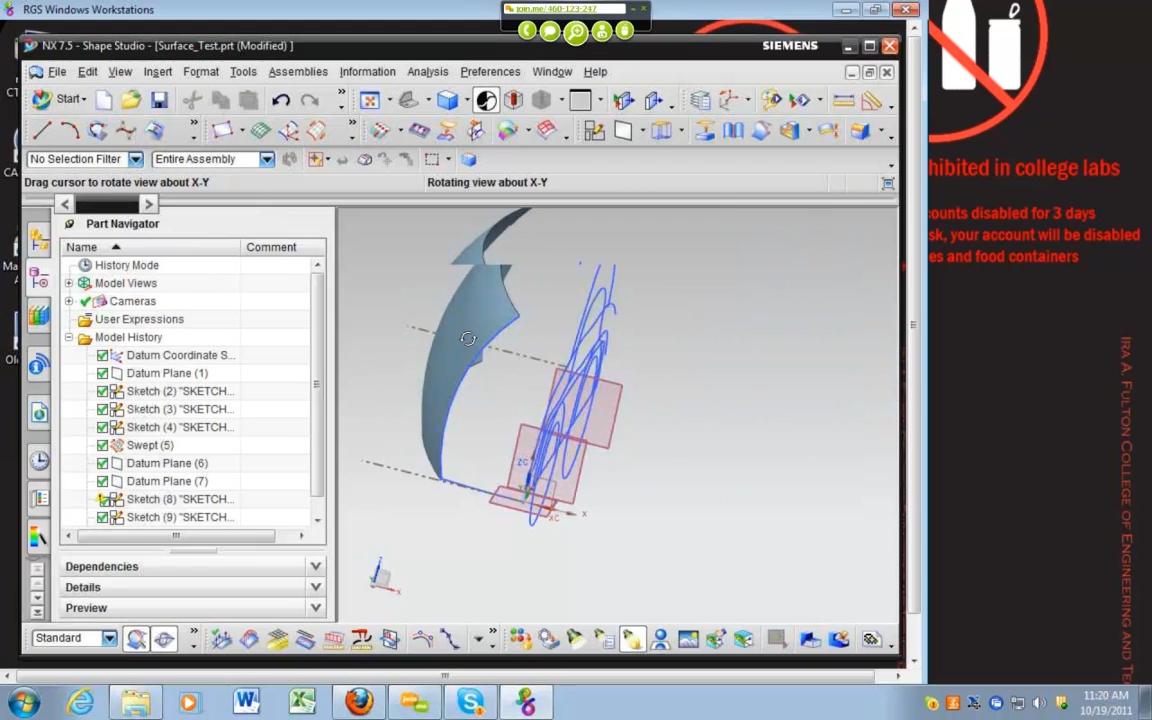 RGS Windows Workstations
join.me/460-123-247
NX 7.5 - Shape Studio - [Surface_Test.prt (Modified) ]
SIEMENS
File Edit View Insert Format Tools Assemblies Information Analysis Preferences Window Help
Start
No Selection Filter
Entire Assembly
Drag cursor to rotate view about X-Y
Rotating view about X-Y
Part Navigator
Name
Comment
History Mode
Model Views
Cameras
User Expressions
Model History
Datum Coordinate S...
Datum Plane (1)
Sketch (2) "SKETCH...
Sketch (3) "SKETCH...
Sketch (4) "SKETCH...
Swept (5)
Datum Plane (6)
Datum Plane (7)
Sketch (8) "SKETCH...
Sketch (9) "SKETCH...
Dependencies
Details
Preview
Standard
ZC
XC
X
Z
X
hibited in college labs
counts disabled for 3 days
sk, your account will be disabled
es and food containers
IRA A. FULTON COLLEGE OF ENGINEERING AND TE
11:20 AM
10/19/2011